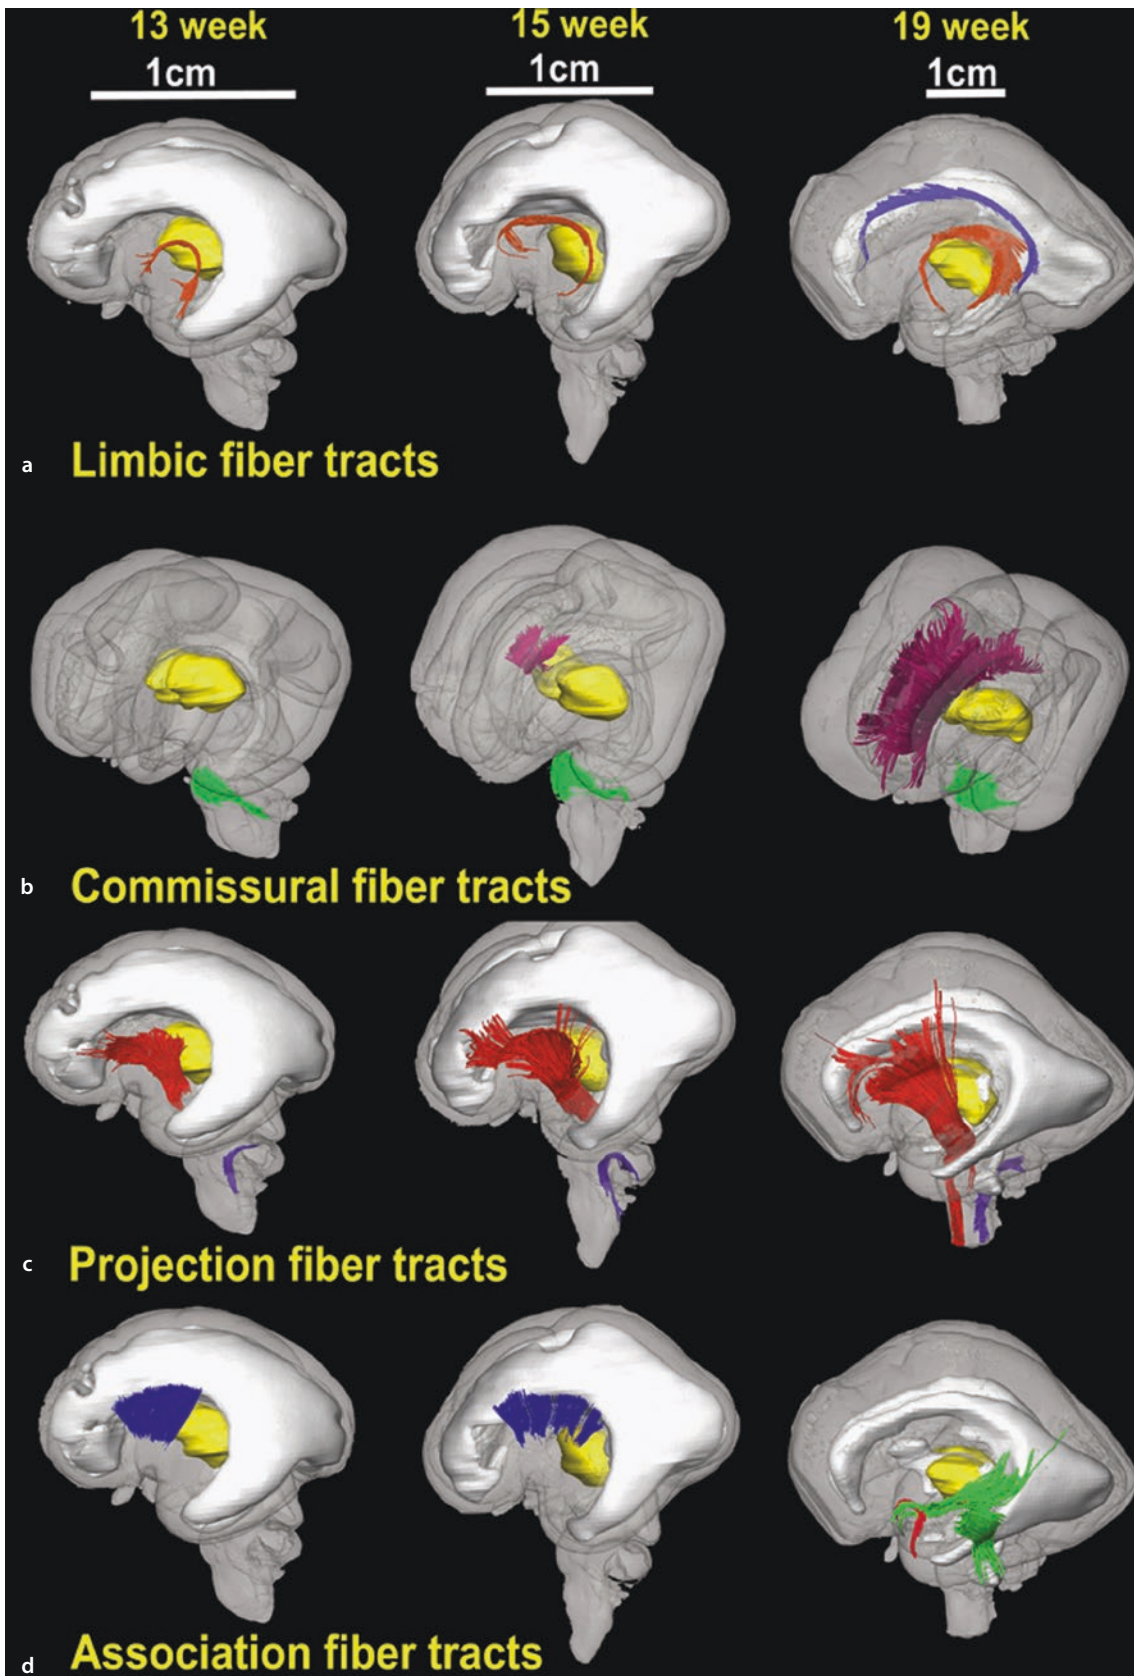 13 week 15 week 19 week
1cm 1cm 1cm
a Limbic fiber tracts
b Commissural fiber tracts
c Projection fiber tracts
d Association fiber tracts